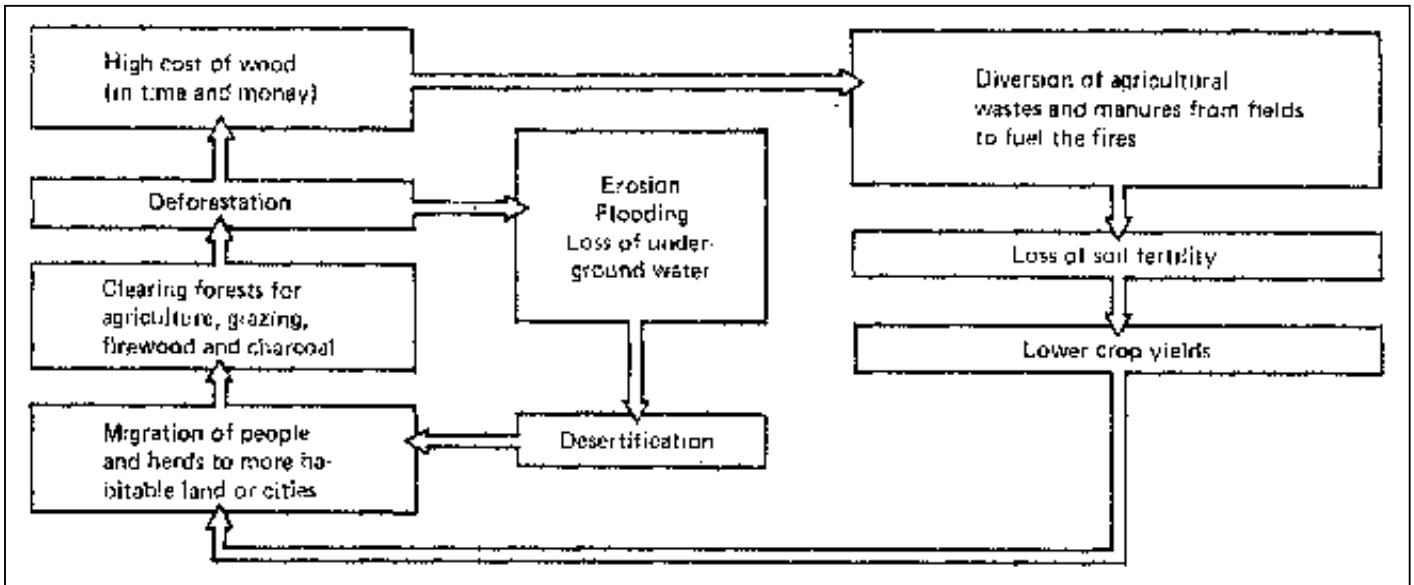 High cost of wood
(in time and money)
Diversion of agricultural
wastes and manures from fields
to fuel the fires
Deforestation
Erosion
Flooding
Loss of under-
ground water
Loss of soil fertility
Clearing forests for
agriculture, grazing,
firewood and charcoal
Lower crop yields
Migration of people
and herds to more ha-
bitable land or cities
Desertification